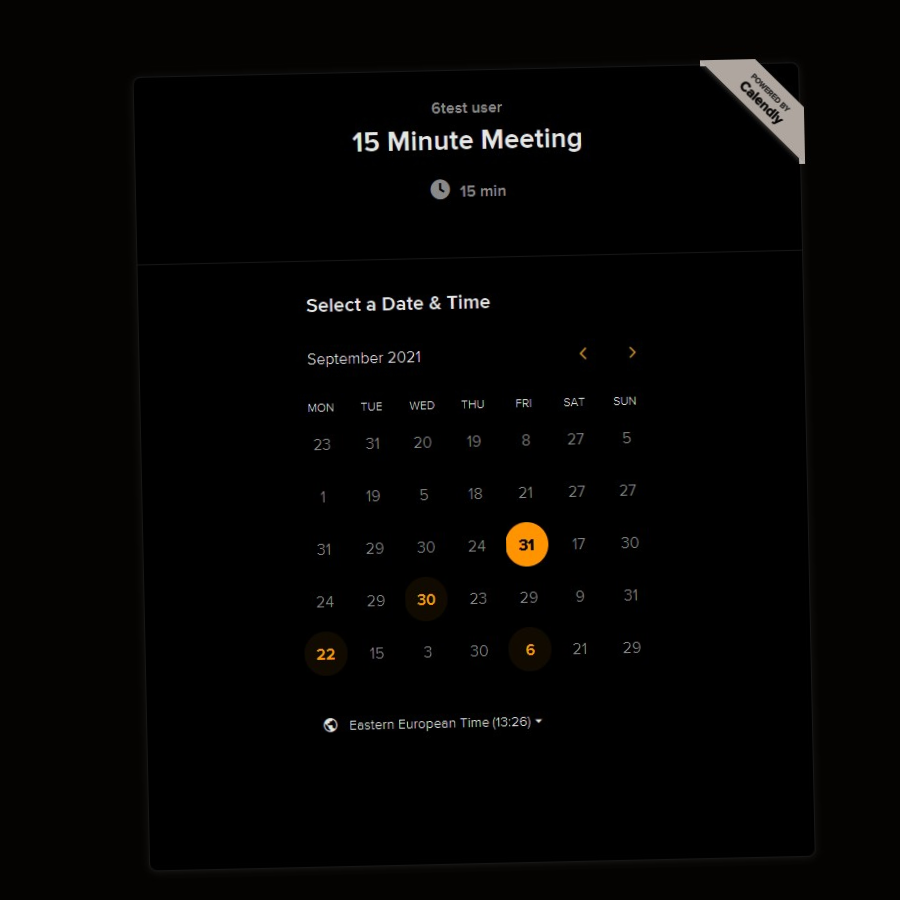 POWERED BY
Calendly
6test user
15 Minute Meeting
15 min
Select a Date & Time
September 2021
MON TUE WED THU FRI SAT SUN
23 31 20 19 8 27 5
1 19 5 18 21 27 27
31 29 30 24 31 17 30
24 29 30 23 29 9 31
22 15 3 30 6 21 29
Eastern European Time (13:26)